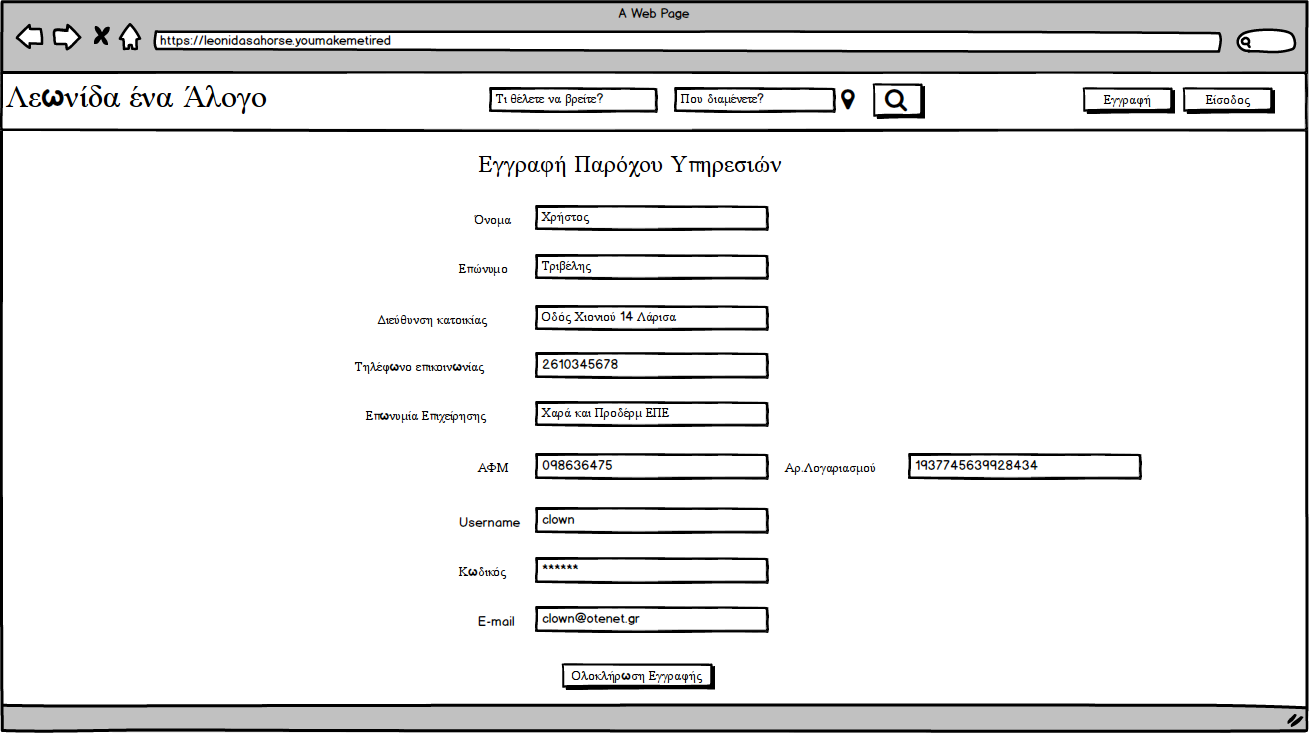 A Web Page
https://leonidasahorse.youmakemetired
Λεωνίδα ένα Άλογο
Τι θέλετε να βρείτε?
Που διαμένετε?
Εγγραφή
Είσοδος
Εγγραφή Παρόχου Υπηρεσιών
Όνομα Χρήστος
Επώνυμο Τριβέλης
Διεύθυνση κατοικίας Οδός Χιονιού 14 Λάρισα
Τηλέφωνο επικοινωνίας 2610345678
Επωνυμία Επιχείρησης Χαρά και Προδέρμ ΕΠΕ
ΑΦΜ 098636475 Αρ.Λογαριασμού 1937745639928434
Username clown
Κωδικός ******
E-mail clown@otenet.gr
Ολοκλήρωση Εγγραφής